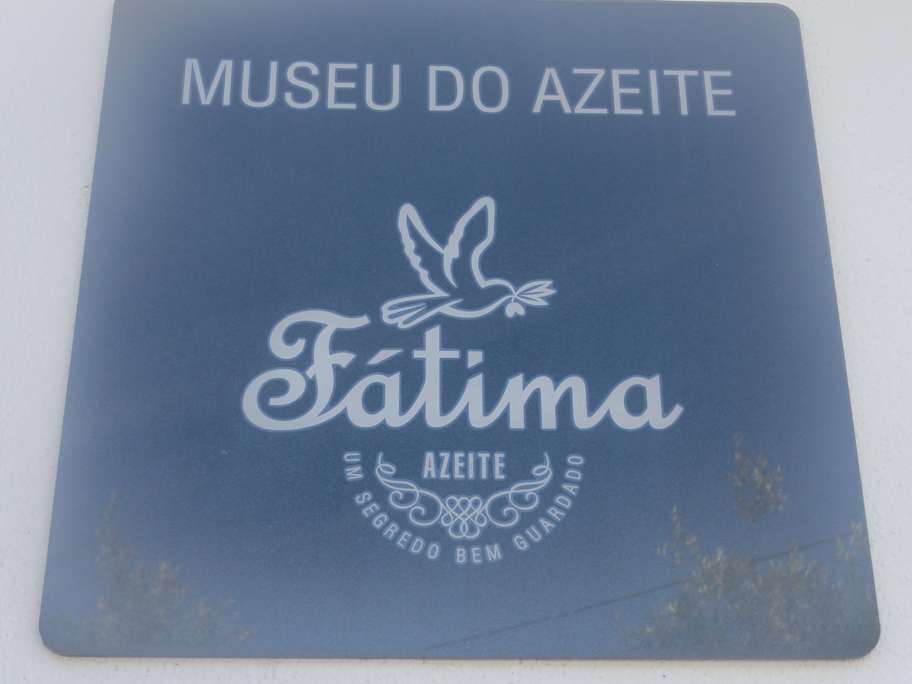 MUSEU DO AZEITE
Fátima
AZEITE
UM SEGREDO BEM GUARDADO